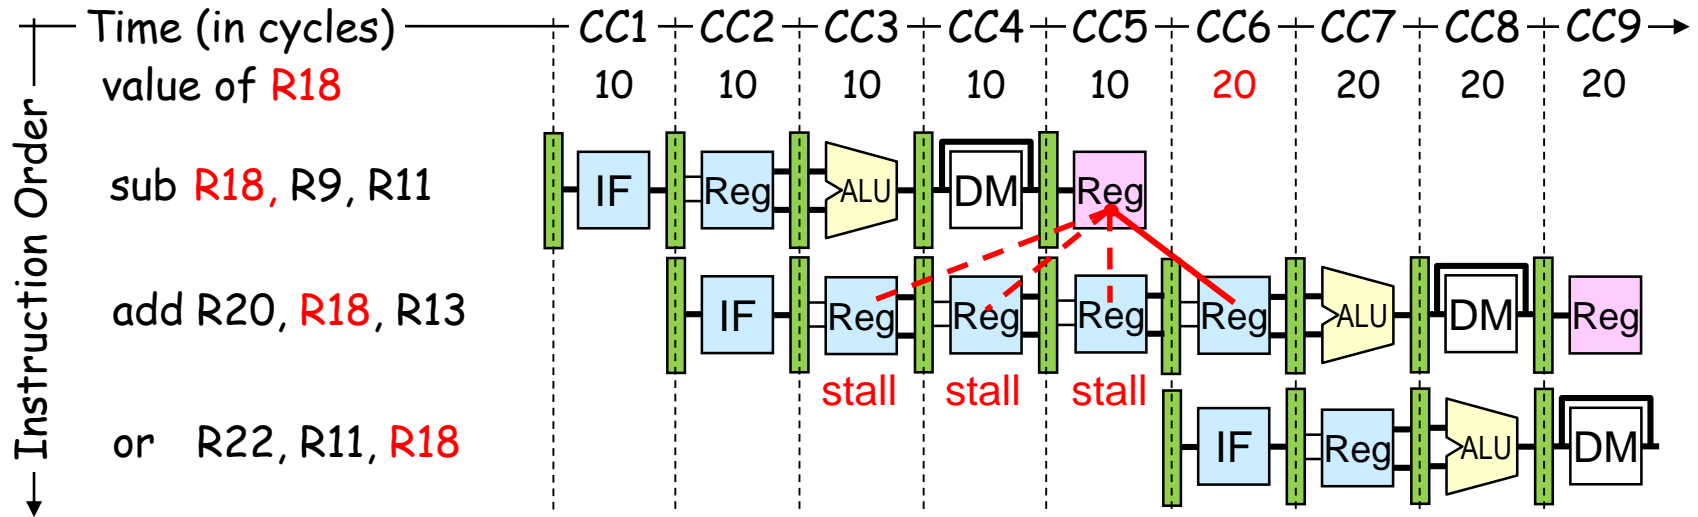 Time (in cycles) CC1 CC2 CC3 CC4 CC5 CC6 CC7 CC8 CC9
value of R18 10 10 10 10 10 20 20 20 20
Instruction Order
sub R18, R9, R11 IF Reg ALU DM Reg
add R20, R18, R13 IF Reg Reg Reg Reg ALU DM Reg
stall stall stall
or R22, R11, R18 IF Reg ALU DM